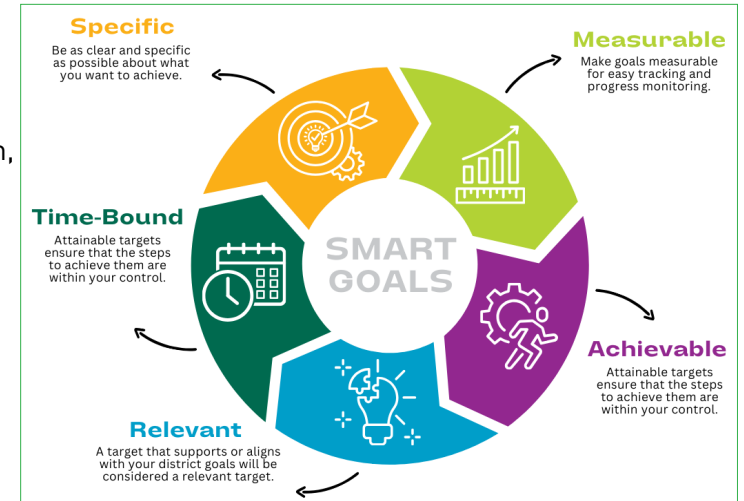 Specific
Be as clear and specific
as possible about what
you want to achieve.
Measurable
Make goals measurable
for easy tracking and
progress monitoring.
Time-Bound
Attainable targets
ensure that the steps
to achieve them are
within your control.
SMART
GOALS
Achievable
Attainable targets
ensure that the steps
to achieve them are
within your control.
Relevant
A target that supports or aligns
with your district goals will be
considered a relevant target.